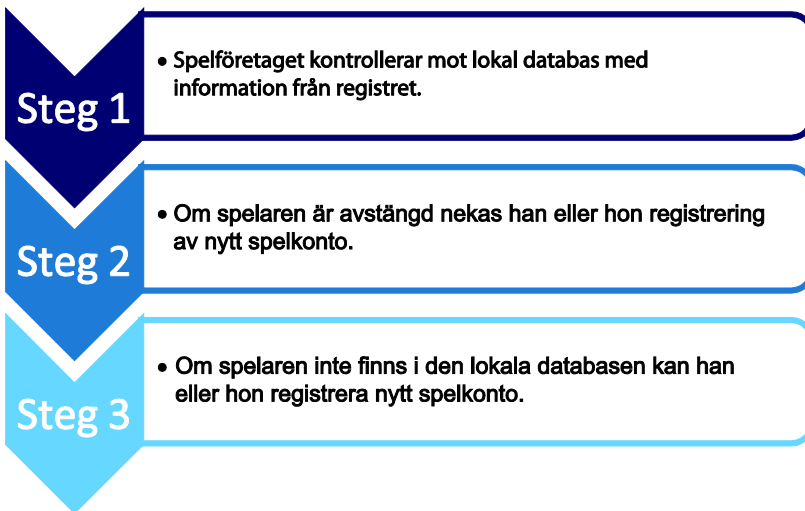 Steg 1
• Spelföretaget kontrollerar mot lokal databas med
information från registret.
Steg 2
• Om spelaren är avstängd nekas han eller hon registrering
av nytt spelkonto.
Steg 3
• Om spelaren inte finns i den lokala databasen kan han
eller hon registrera nytt spelkonto.